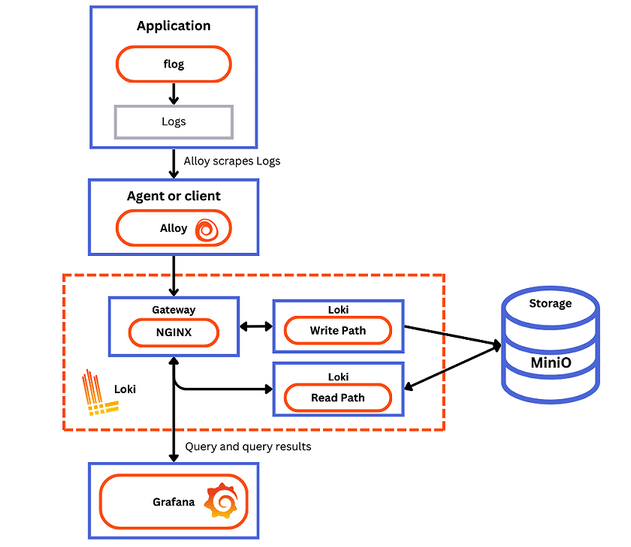 Application
flog
Logs
Alloy scrapes Logs
Agent or client
Alloy
Gateway
NGINX
Loki
Write Path
Storage
MiniO
Loki
Loki
Read Path
Query and query results
Grafana